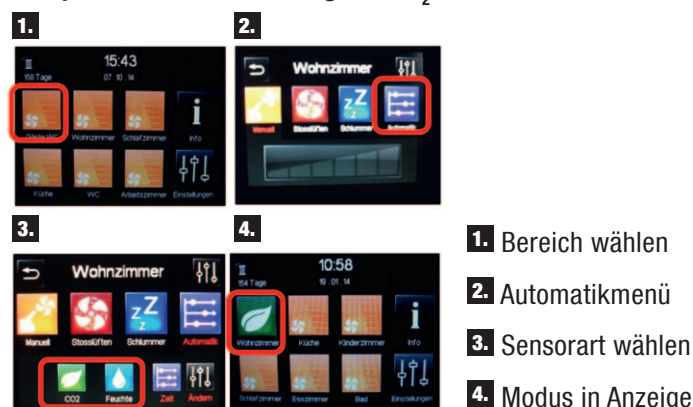 1.
2.
15:43
158 Tage
07. 10. 14
Gäste WC
Wohnzimmer
Schlafzimmer
Info
Küche
WC
Arbeitszimmer
Einstellungen
Wohnzimmer
Manuell
Stosslüften
Schlummer
Automatik
3.
4.
Wohnzimmer
Manuell
Stosslüften
Schlummer
Automatik
CO2
Feuchte
Zeit
Ändern
10:58
154 Tage
19. 01. 14
Wohnzimmer
Küche
Kinderzimmer
Info
Schlafzimmer
Esszimmer
Bad
Einstellungen
1. Bereich wählen
2. Automatikmenü
3. Sensorart wählen
4. Modus in Anzeige